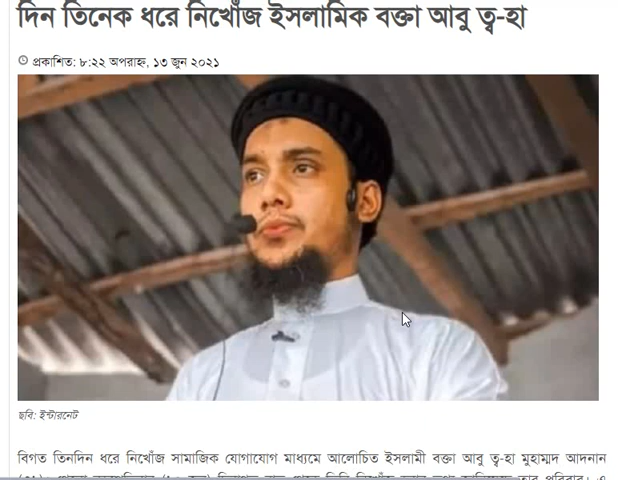 দিন তিনেক ধরে নিখোঁজ ইসলামিক বক্তা আবু ত্ব-হা
প্রকাশিত: ৮:২২ অপরাহ্ন, ১৩ জুন ২০২১
ছবি: ইন্টারনেট
বিগত তিনদিন ধরে নিখোঁজ সামাজিক যোগাযোগ মাধ্যমে আলোচিত ইসলামী বক্তা আবু ত্ব-হা মুহাম্মদ আদনান